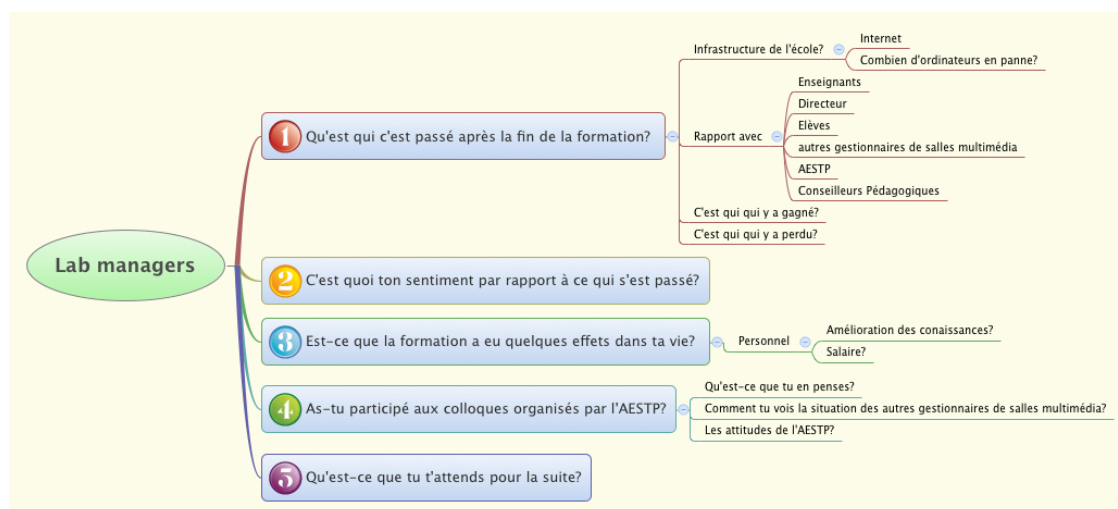 Lab managers
1 Qu'est qui c'est passé après la fin de la formation?
Infrastructure de l'école?
Internet
Combien d'ordinateurs en panne?
Rapport avec
Enseignants
Directeur
Elèves
autres gestionnaires de salles multimédia
AESTP
Conseilleurs Pédagogiques
C'est qui qui y a gagné?
C'est qui qui y a perdu?
2 C'est quoi ton sentiment par rapport à ce qui s'est passé?
3 Est-ce que la formation a eu quelques effets dans ta vie?
Personnel
Amélioration des conaissances?
Salaire?
4 As-tu participé aux colloques organisés par l'AESTP?
Qu'est-ce que tu en penses?
Comment tu vois la situation des autres gestionnaires de salles multimédia?
Les attitudes de l'AESTP?
5 Qu'est-ce que tu t'attends pour la suite?